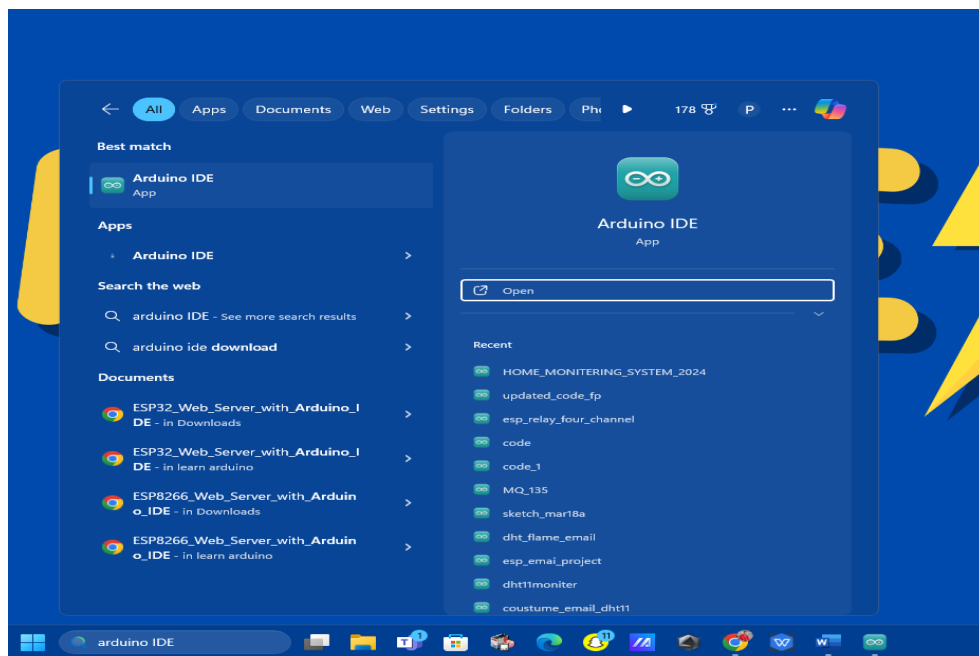 All Apps Documents Web Settings Folders 178 P
Best match
Arduino IDE
App
Apps
Arduino IDE
Search the web
arduino IDE - See more search results
arduino ide download
Documents
ESP32_Web_Server_with_Arduino_I
DE - in Downloads
ESP32_Web_Server_with_Arduino_I
DE - in learn arduino
ESP8266_Web_Server_with_Arduin
o_IDE - in Downloads
ESP8266_Web_Server_with_Arduin
o_IDE - in learn arduino
Arduino IDE
App
Open
Recent
HOME_MONITERING_SYSTEM_2024
updated_code_fp
esp_relay_four_channel
code
code_1
MQ_135
sketch_mar18a
dht_flame_email
esp_emai_project
dht11moniter
coustume_email_dht11
arduino IDE
1
11
W